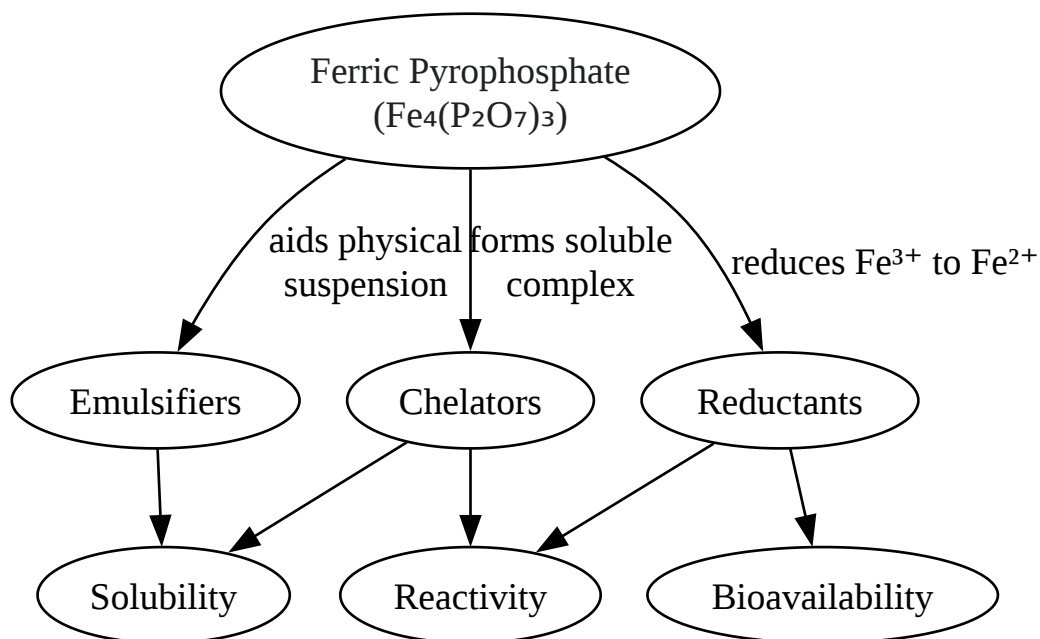 Ferric Pyrophosphate
(Fe₄(P₂O₇)₃)
aids physical
suspension
forms soluble
complex
reduces Fe³⁺ to Fe²⁺
Emulsifiers
Chelators
Reductants
Solubility
Reactivity
Bioavailability